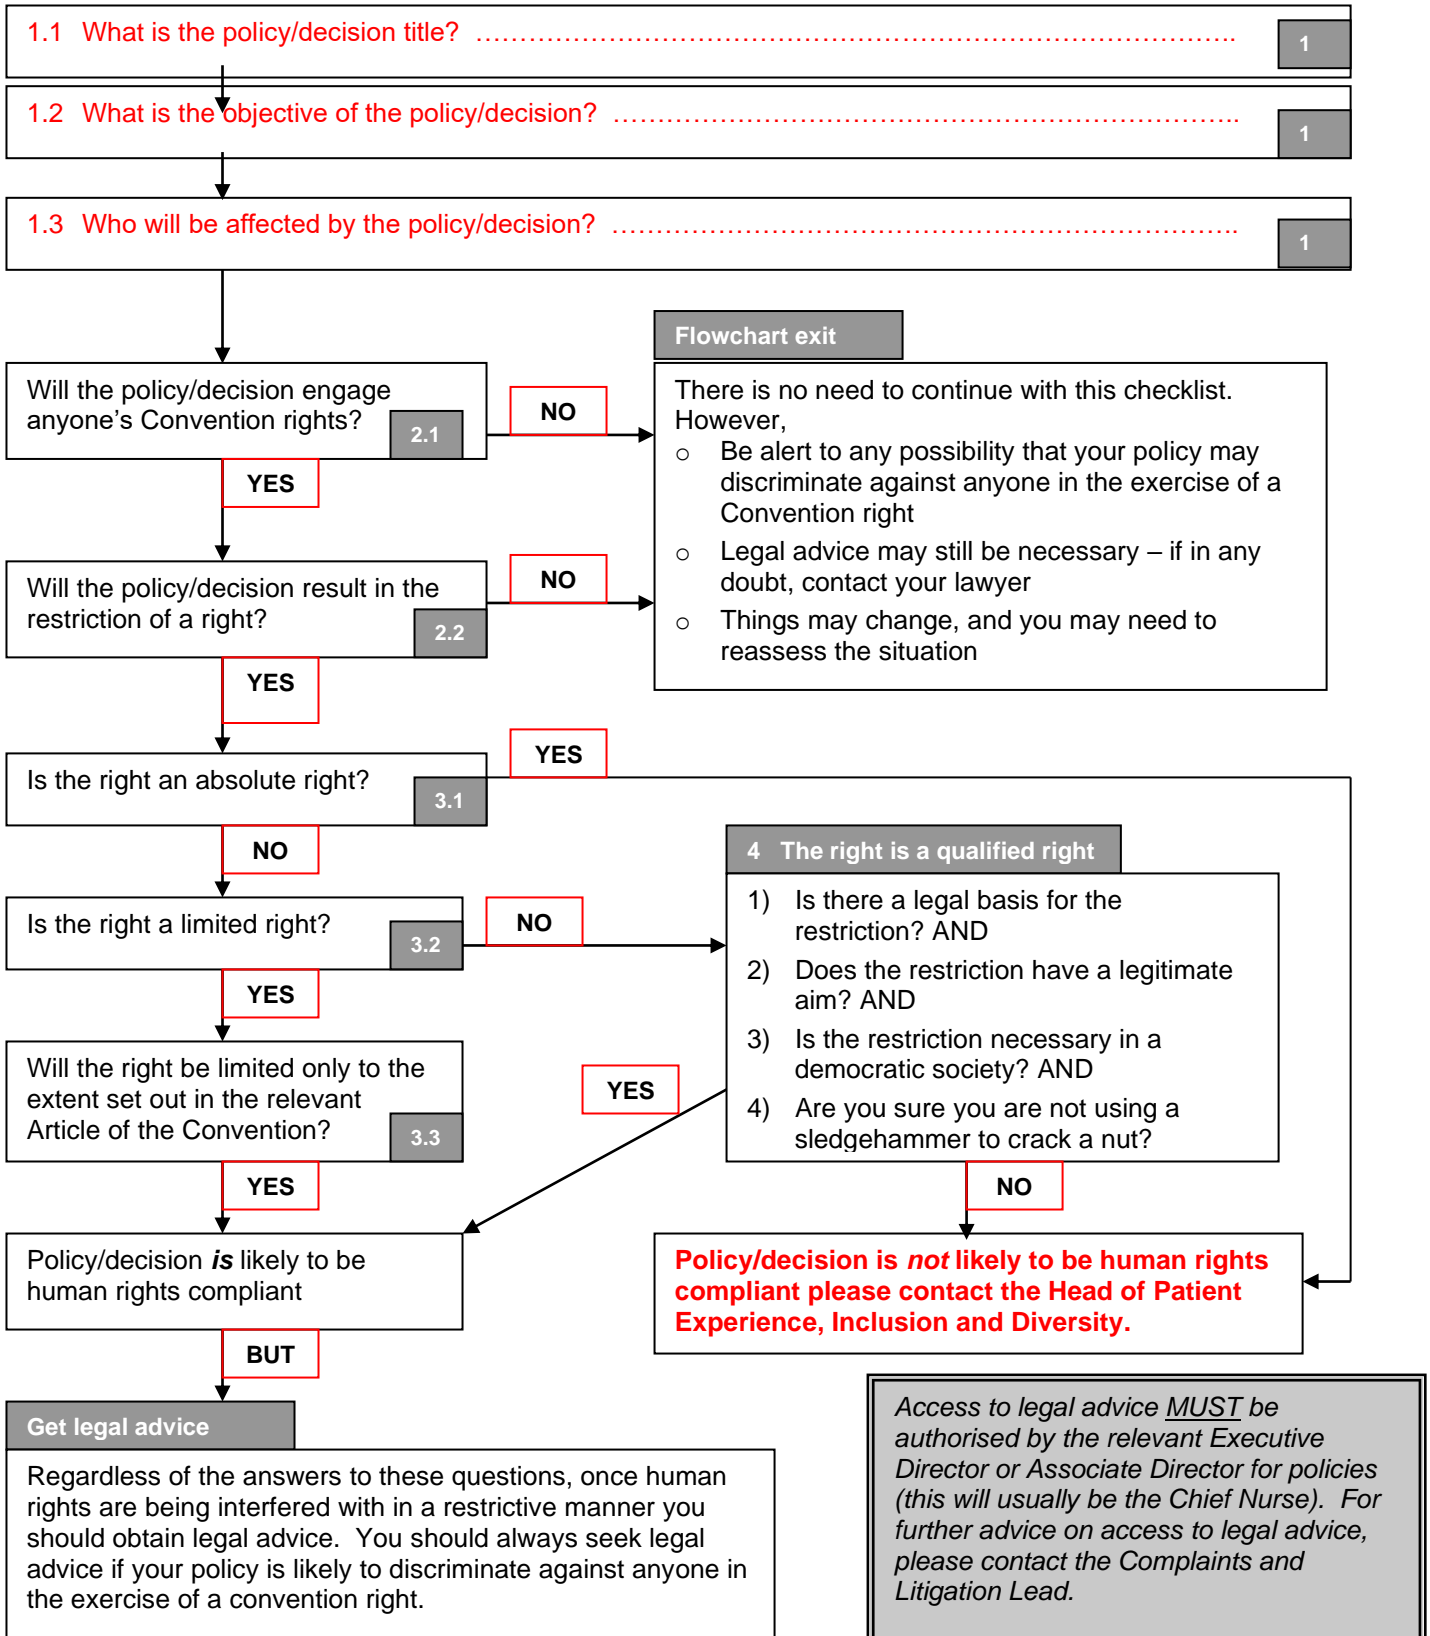 1.1 What is the policy/decision title? ……………………………………………………………………………..
1
1.2 What is the objective of the policy/decision? ……………………………………………………………..
1
1.3 Who will be affected by the policy/decision? ……………………………………………………………..
1
Flowchart exit
Will the policy/decision engage
anyone’s Convention rights?
2.1
NO
There is no need to continue with this checklist.
However,
o Be alert to any possibility that your policy may
discriminate against anyone in the exercise of a
Convention right
o Legal advice may still be necessary – if in any
doubt, contact your lawyer
o Things may change, and you may need to
reassess the situation
YES
Will the policy/decision result in the
restriction of a right?
2.2
NO
YES
Is the right an absolute right?
3.1
YES
NO
Is the right a limited right?
3.2
NO
4 The right is a qualified right
1) Is there a legal basis for the
restriction? AND
2) Does the restriction have a legitimate
aim? AND
3) Is the restriction necessary in a
democratic society? AND
4) Are you sure you are not using a
sledgehammer to crack a nut?
YES
Will the right be limited only to the
extent set out in the relevant
Article of the Convention?
3.3
YES
YES
NO
Policy/decision is likely to be
human rights compliant
Policy/decision is not likely to be human rights
compliant please contact the Head of Patient
Experience, Inclusion and Diversity.
BUT
Get legal advice
Regardless of the answers to these questions, once human
rights are being interfered with in a restrictive manner you
should obtain legal advice. You should always seek legal
advice if your policy is likely to discriminate against anyone in
the exercise of a convention right.
Access to legal advice MUST be
authorised by the relevant Executive
Director or Associate Director for policies
(this will usually be the Chief Nurse). For
further advice on access to legal advice,
please contact the Complaints and
Litigation Lead.